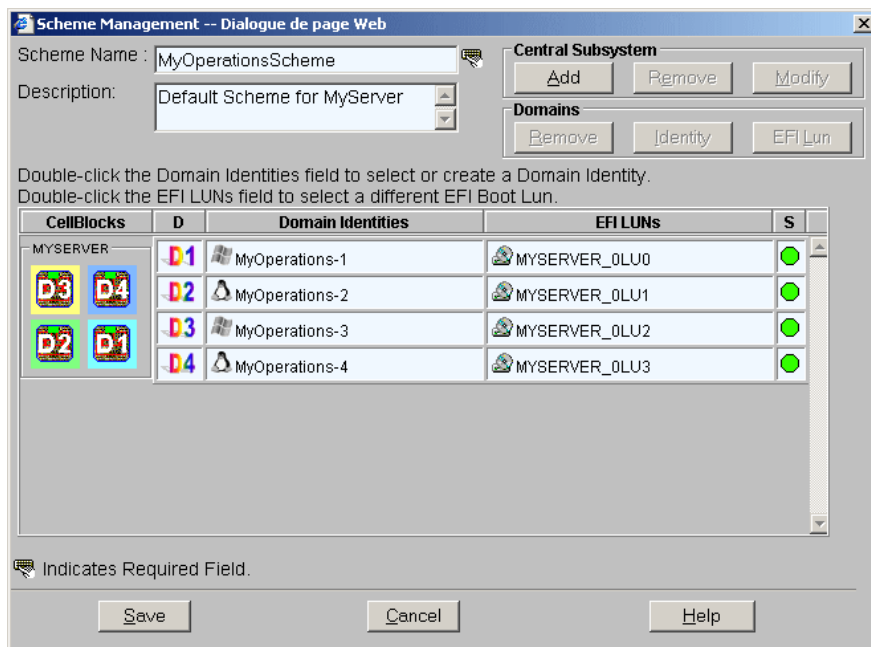 Scheme Management -- Dialogue de page Web
Scheme Name : MyOperationsScheme
Description: Default Scheme for MyServer
Central Subsystem
Add Remove Modify
Domains
Remove Identity EFI Lun
Double-click the Domain Identities field to select or create a Domain Identity.
Double-click the EFI LUNs field to select a different EFI Boot Lun.
CellBlocks D Domain Identities EFI LUNs S
MYSERVER
D3 D4
D2 D1
D1 MyOperations-1 MYSERVER_0LU0
D2 MyOperations-2 MYSERVER_0LU1
D3 MyOperations-3 MYSERVER_0LU2
D4 MyOperations-4 MYSERVER_0LU3
Indicates Required Field.
Save Cancel Help